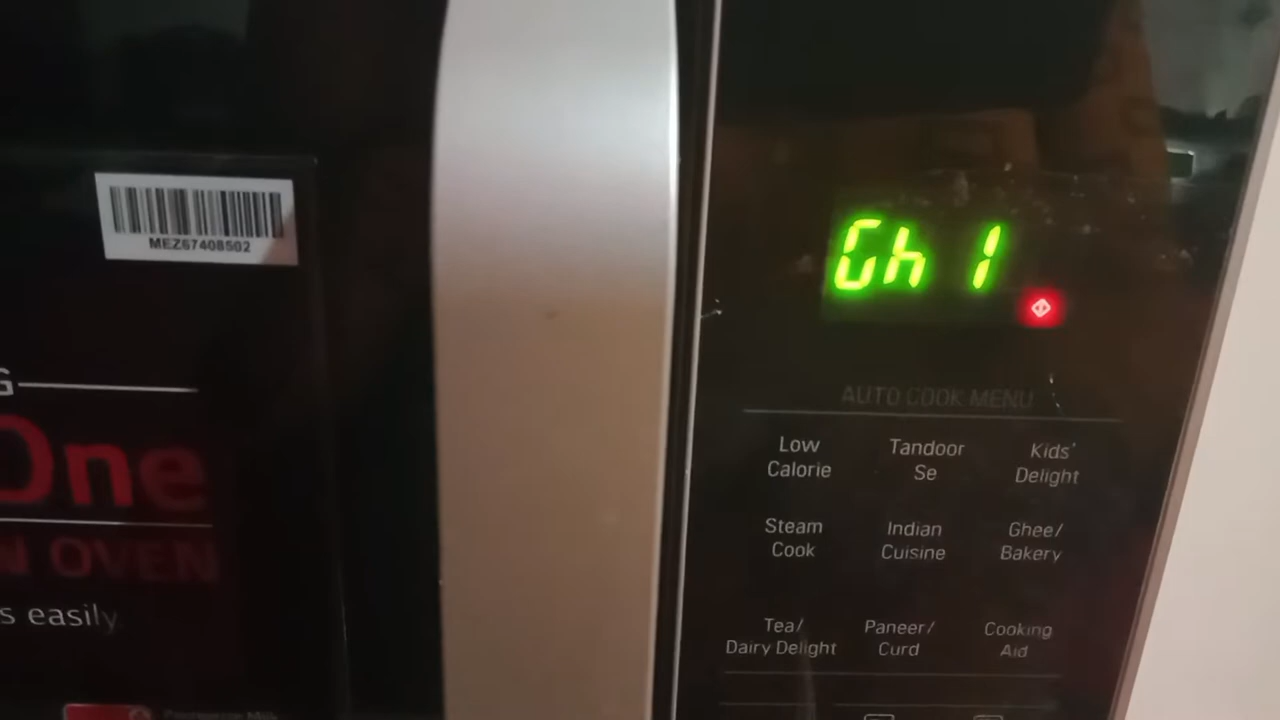 MEZ67408502
G
One
N OVEN
s easily
Gh 1
AUTO COOK MENU
Low Calorie
Tandoor Se
Kids' Delight
Steam Cook
Indian Cuisine
Ghee/ Bakery
Tea/ Dairy Delight
Paneer/ Curd
Cooking Aid